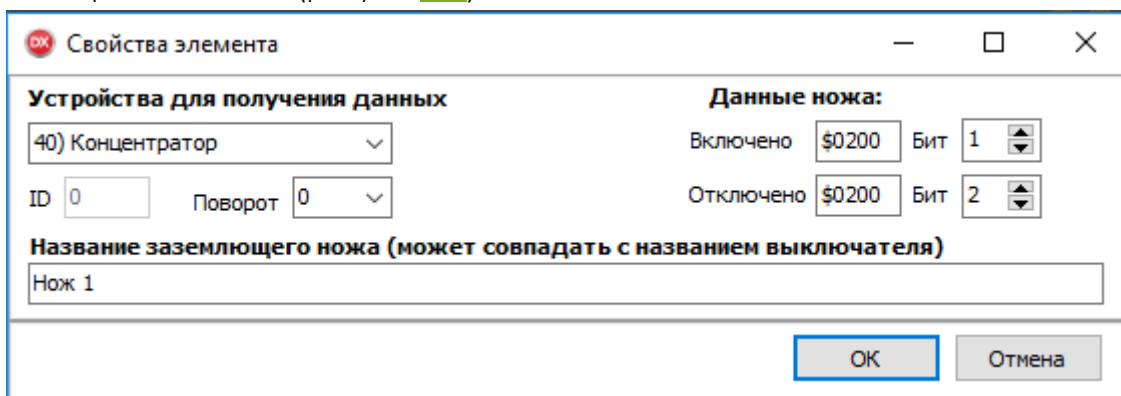 Свойства элемента
Устройства для получения данных
Данные ножа:
40) Концентратор
Включено $0200 Бит 1
ID 0 Поворот 0
Отключено $0200 Бит 2
Название заземлющего ножа (может совпадать с названием выключателя)
Нож 1
OK Отмена